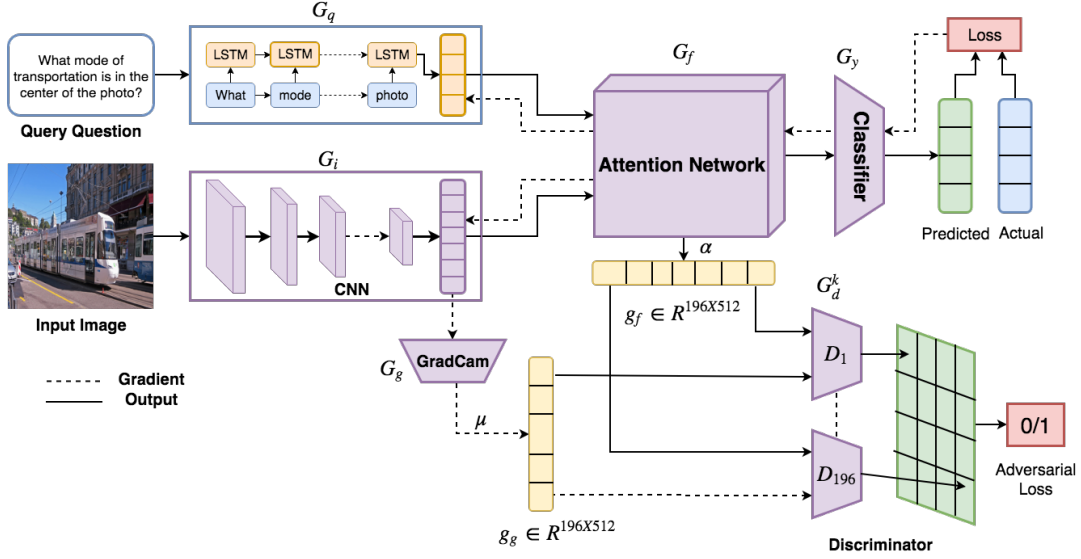 G_q
What mode of
transportation is in the
center of the photo?
Query Question
LSTM
LSTM
LSTM
What
mode
photo
G_f
Attention Network
G_y
Classifier
Loss
Predicted
Actual
G_i
CNN
Input Image
α
g_f ∈ R^{196X512}
G_d^k
D_1
D_{196}
Discriminator
0/1
Adversarial
Loss
G_g
GradCam
μ
g_g ∈ R^{196X512}
Gradient
Output